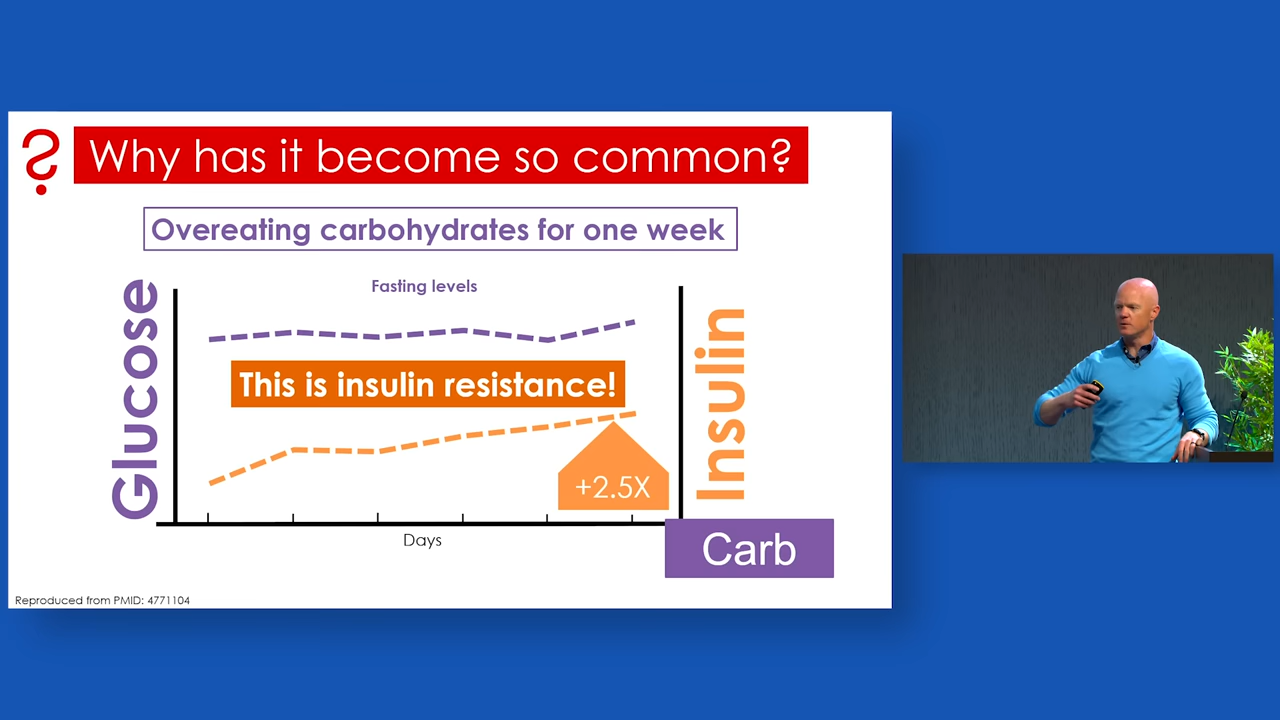 ?
Why has it become so common?
Overeating carbohydrates for one week
Fasting levels
Glucose
This is insulin resistance!
Insulin
+2.5X
Days
Carb
Reproduced from PMID: 4771104